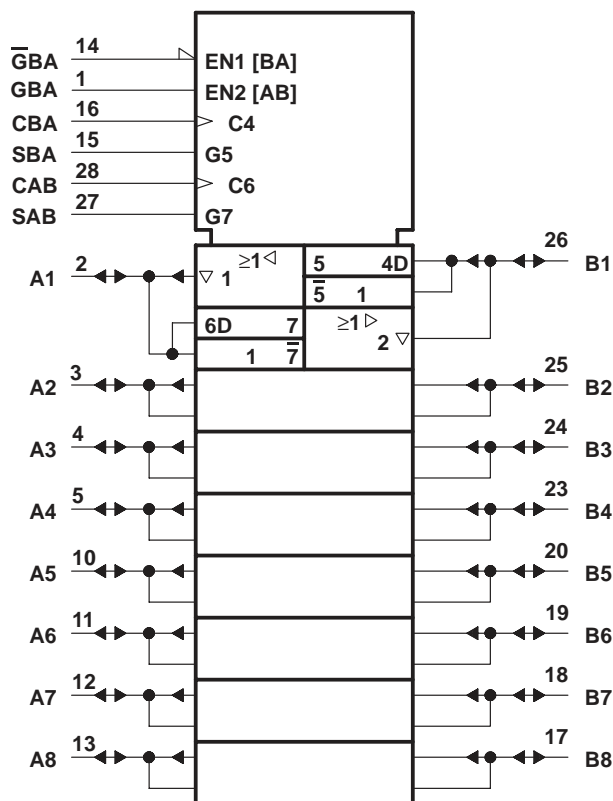 G̅BA 14 EN1 [BA]
GBA 1 EN2 [AB]
CBA 16 C4
SBA 15 G5
CAB 28 C6
SAB 27 G7
A1 2 ≥1 ▽ 1 5 4D 26 B1
5̅ 1
6D 7 ≥1 2 ▽
1 7̅
A2 3 25 B2
A3 4 24 B3
A4 5 23 B4
A5 10 20 B5
A6 11 19 B6
A7 12 18 B7
A8 13 17 B8